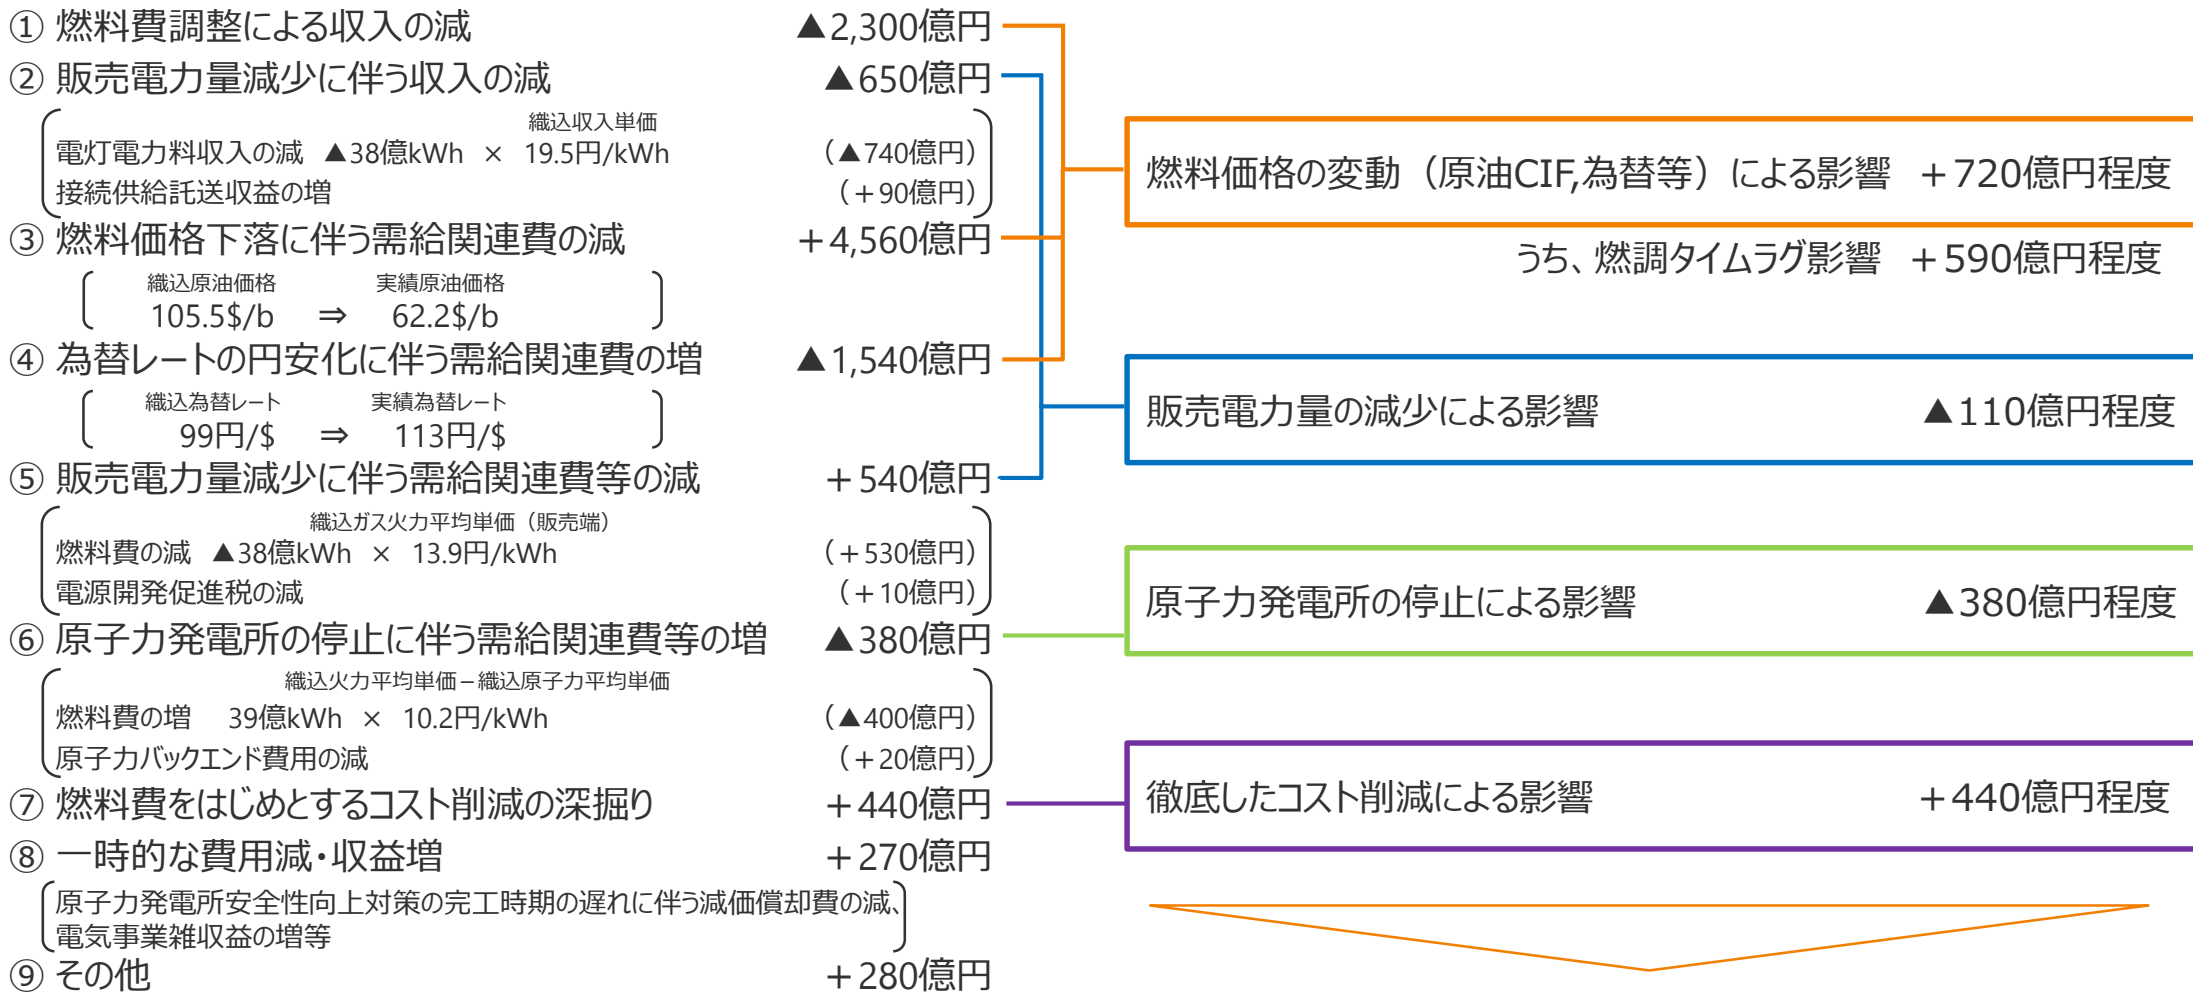 ① 燃料費調整による収入の減 ▲2,300億円
② 販売電力量減少に伴う収入の減 ▲650億円
織込収入単価
電灯電力料収入の減 ▲38億kWh × 19.5円/kWh （▲740億円）
接続供給託送収益の増 （＋90億円）
③ 燃料価格下落に伴う需給関連費の減 ＋4,560億円
織込原油価格 実績原油価格
105.5$/b ⇒ 62.2$/b
④ 為替レートの円安化に伴う需給関連費の増 ▲1,540億円
織込為替レート 実績為替レート
99円/$ ⇒ 113円/$
⑤ 販売電力量減少に伴う需給関連費等の減 ＋540億円
織込ガス火力平均単価（販売端）
燃料費の減 ▲38億kWh × 13.9円/kWh （＋530億円）
電源開発促進税の減 （＋10億円）
⑥ 原子力発電所の停止に伴う需給関連費等の増 ▲380億円
織込火力平均単価－織込原子力平均単価
燃料費の増 39億kWh × 10.2円/kWh （▲400億円）
原子力バックエンド費用の減 （＋20億円）
⑦ 燃料費をはじめとするコスト削減の深掘り ＋440億円
⑧ 一時的な費用減・収益増 ＋270億円
原子力発電所安全性向上対策の完工時期の遅れに伴う減価償却費の減、
電気事業雑収益の増等
⑨ その他 ＋280億円
燃料価格の変動（原油CIF,為替等）による影響 ＋720億円程度
うち、燃調タイムラグ影響 ＋590億円程度
販売電力量の減少による影響 ▲110億円程度
原子力発電所の停止による影響 ▲380億円程度
徹底したコスト削減による影響 ＋440億円程度